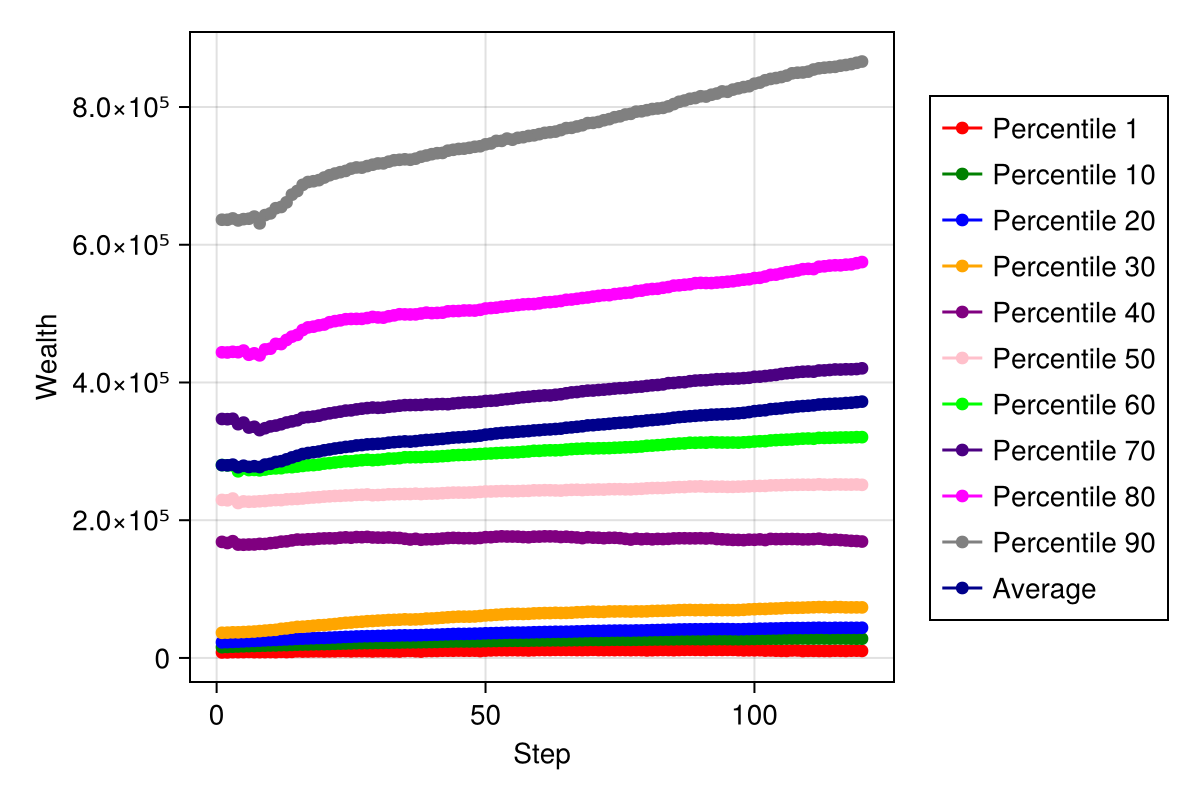 8.0×10⁵
6.0×10⁵
4.0×10⁵
2.0×10⁵
0
Wealth
0 50 100
Step
Percentile 1
Percentile 10
Percentile 20
Percentile 30
Percentile 40
Percentile 50
Percentile 60
Percentile 70
Percentile 80
Percentile 90
Average